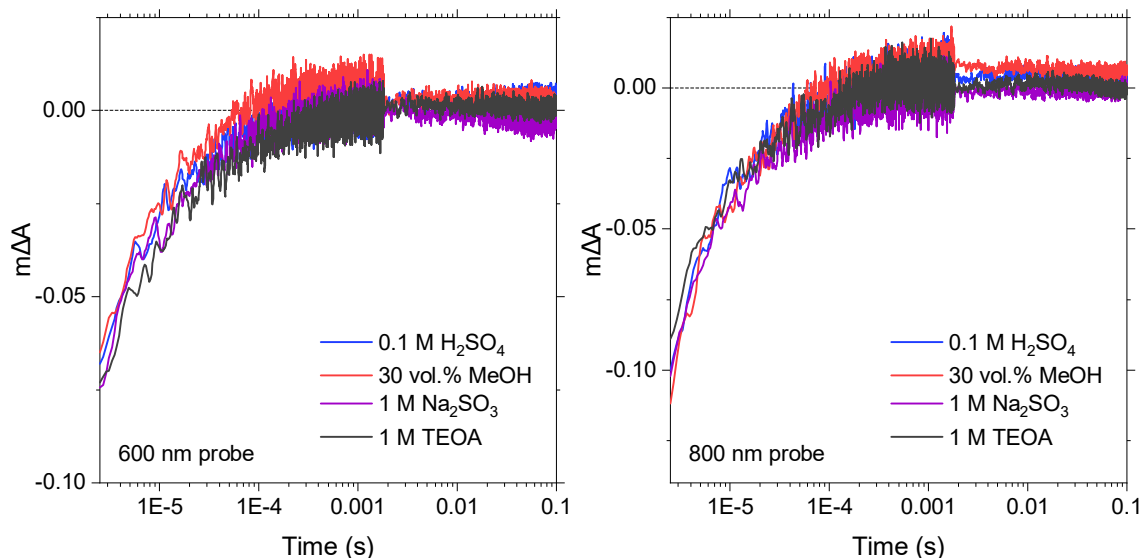 0.00
-0.05
-0.10
mΔA
0.1 M H₂SO₄
30 vol.% MeOH
1 M Na₂SO₃
1 M TEOA
600 nm probe
1E-5
1E-4
0.001
0.01
0.1
Time (s)
0.00
-0.05
-0.10
mΔA
0.1 M H₂SO₄
30 vol.% MeOH
1 M Na₂SO₃
1 M TEOA
800 nm probe
1E-5
1E-4
0.001
0.01
0.1
Time (s)